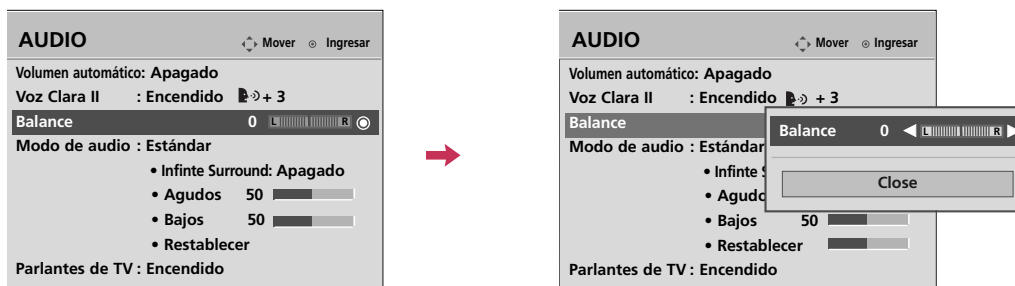 AUDIO Mover Ingresar
Volumen automático: Apagado
Voz Clara II : Encendido + 3
Balance 0 L R
Modo de audio : Estándar
• Infinte Surround: Apagado
• Agudos 50
• Bajos 50
• Restablecer
Parlantes de TV : Encendido
AUDIO Mover Ingresar
Volumen automático: Apagado
Voz Clara II : Encendido + 3
Balance
Modo de audio : Estándar
• Infinte S
• Agudo
• Bajos 50
• Restablecer
Parlantes de TV : Encendido
Balance 0 L R
Close